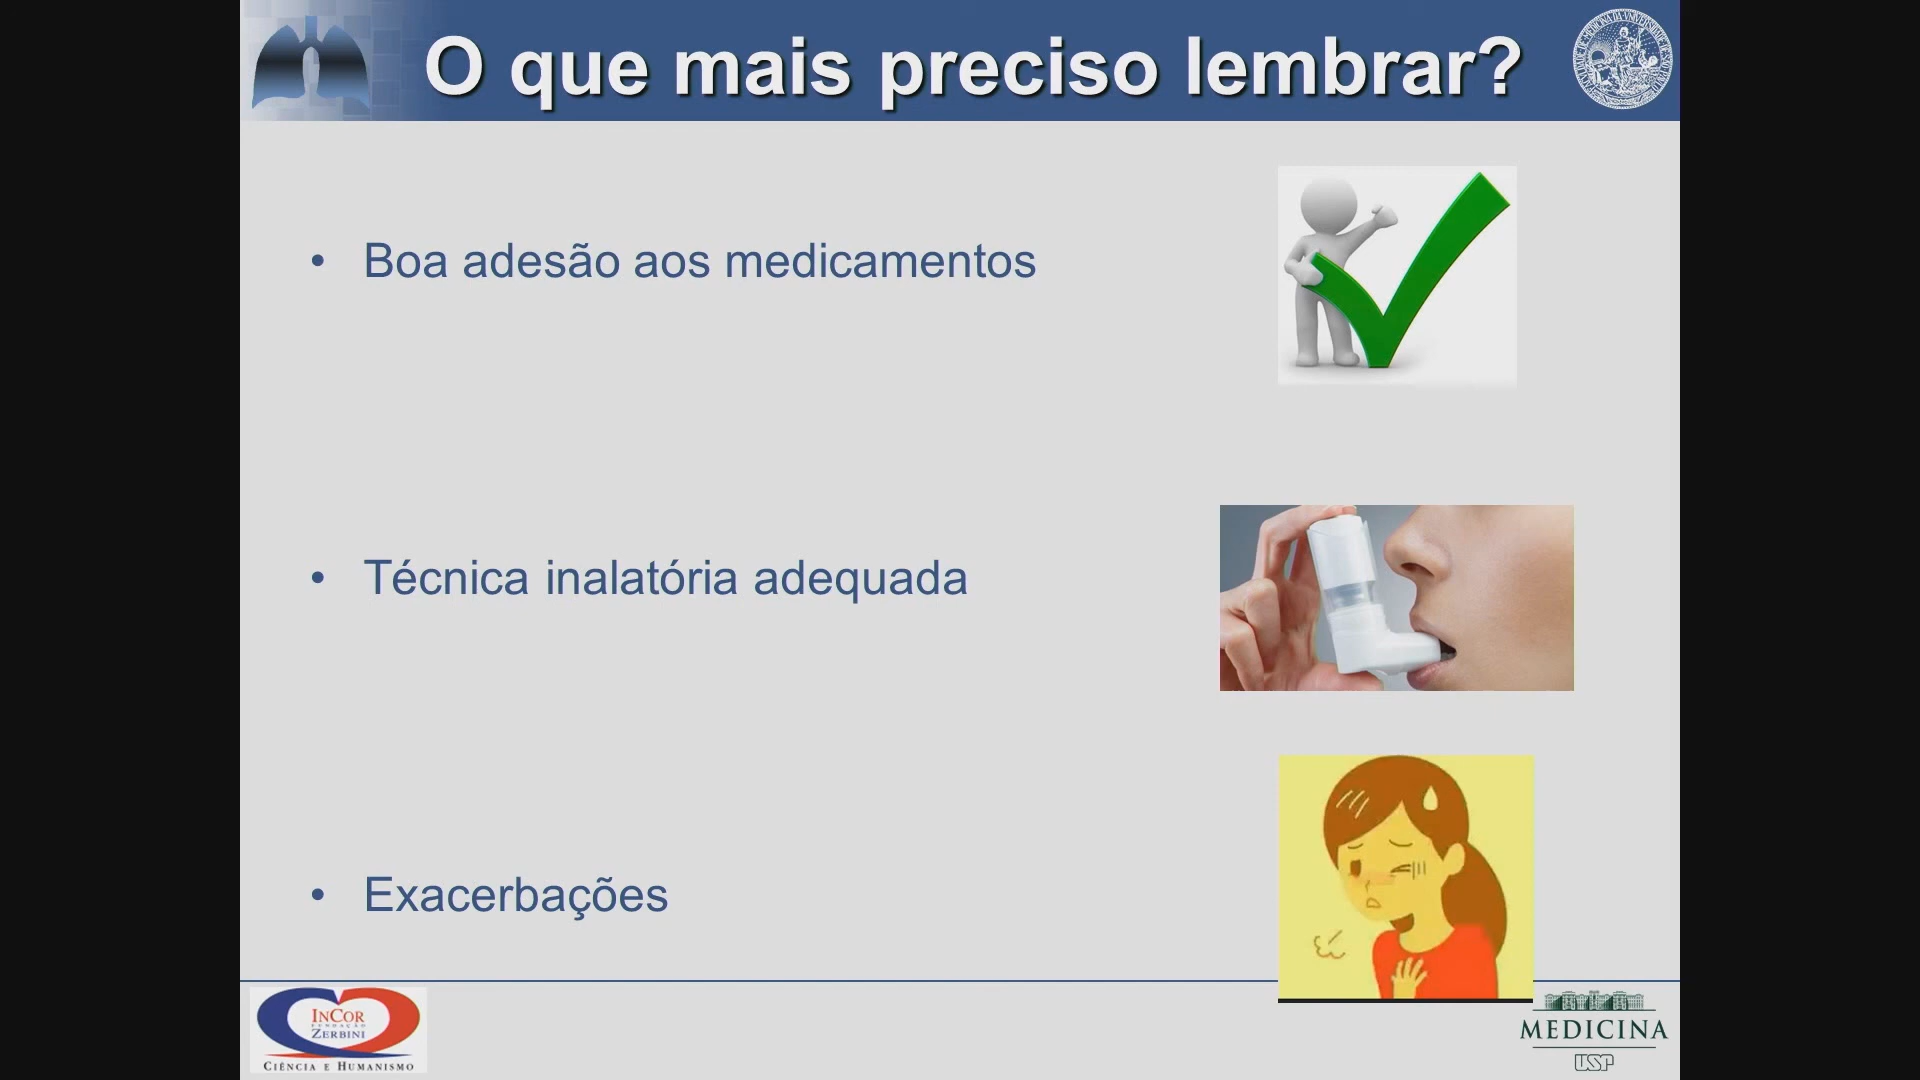 O que mais preciso lembrar?
• Boa adesão aos medicamentos
• Técnica inalatória adequada
• Exacerbações
INCOR
FUNDAÇÃO
ZERBINI
CIÊNCIA E HUMANISMO
MEDICINA
USP